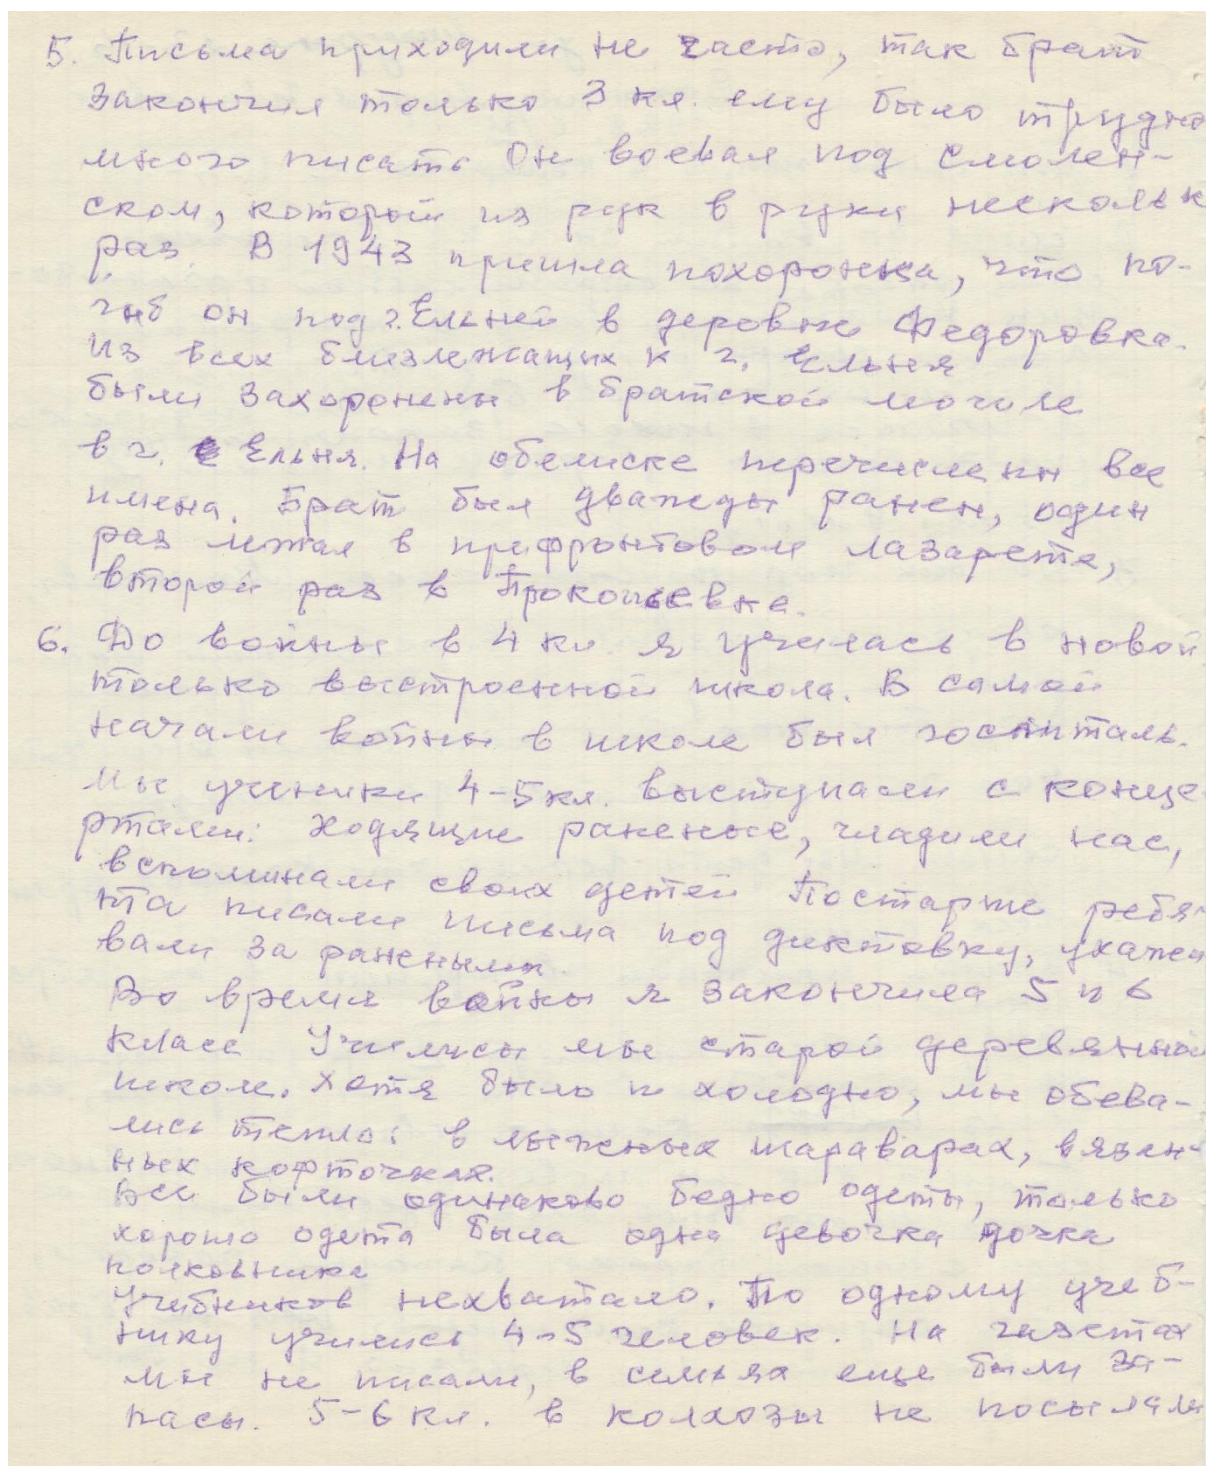 5. Письма приходили не часто, так брат
закончил только 3 кл. ему было трудно
много писать Он воевал под Смолен-
ском, который из рук в руки нескольк
раз. В 1943 пришла похоронка, что по-
гиб он под г. Ельней в деревне Федоровка.
Из всех близлежащих к г. Ельня
были захоронены в братской могиле
в г. Ельня. На обелиске перечислены все
имена. Брат был дважды ранен, один
раз лежал в прифронтовом лазарете,
второй раз в Прокопьевке.
6. До войны в 4 кл. я училась в новой
только выстроенной школе. В самом
начале войны в школе был госпиталь.
Мы ученики 4-5 кл. выступали с конце
ртами. Ходящие раненые, гладили нас,
вспоминали своих детей Постарше ребя-
та писали письма под диктовку, ухажи
вали за ранеными.
Во время войны я закончила 5 и 6
класс Учились мы старой деревянной
школе. Хотя было и холодно, мы одева-
лись тепло: в лыжных шараварах, вязан-
ных кофточках.
Все были одинаково бедно одеты, только
хорошо одета была одна девочка дочка
полковника
Учебников нехватало. По одному учеб-
нику учились 4-5 человек. На газетах
мы не писали, в семьях еще были за-
пасы. 5-6 кл. в колхозы не посылали